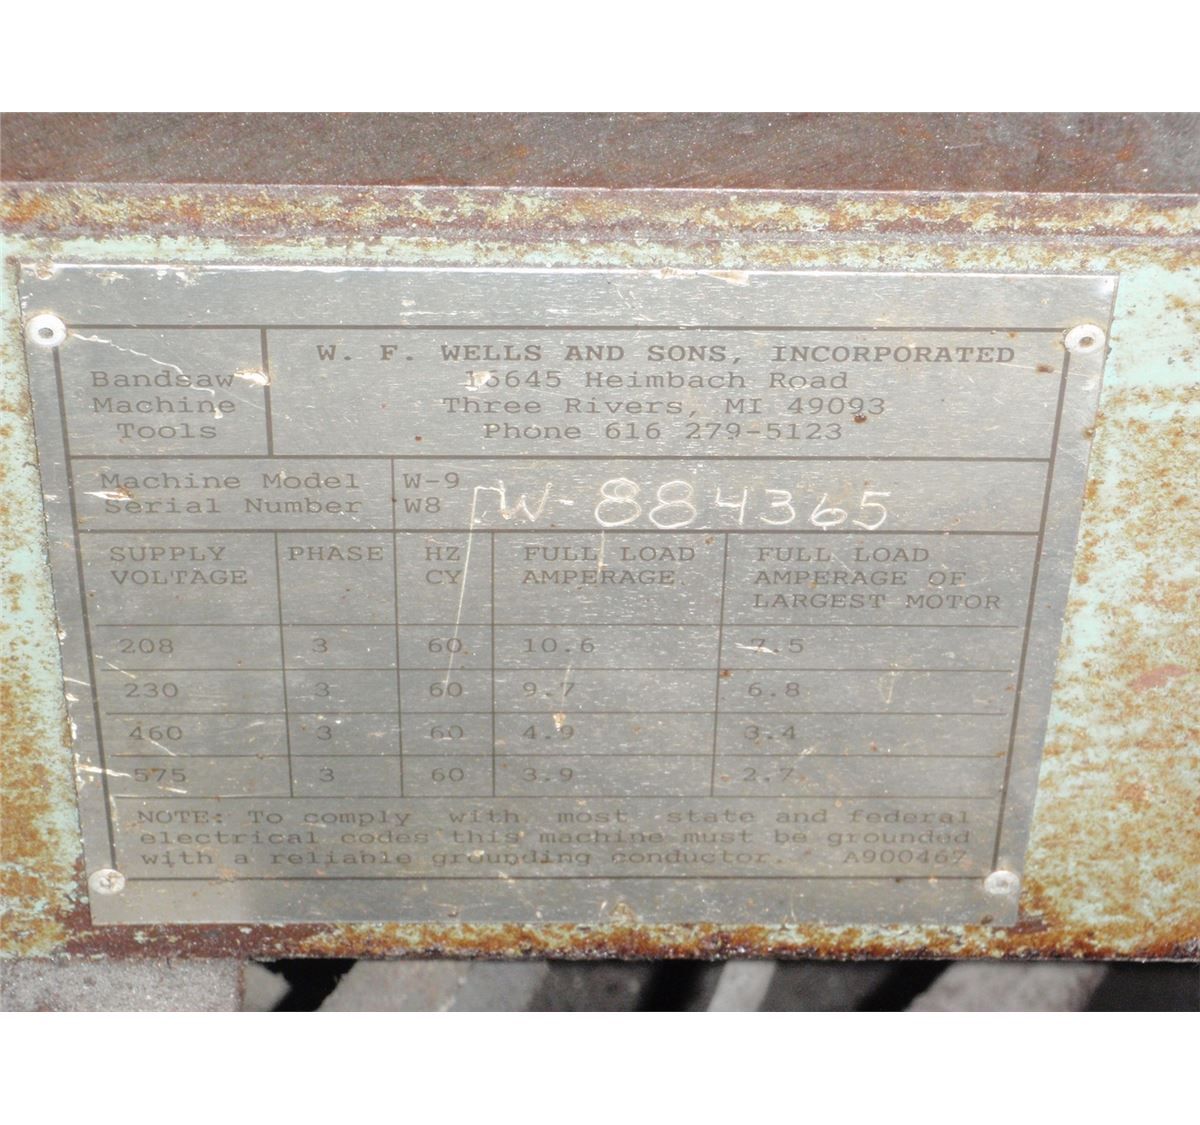 W. F. WELLS AND SONS, INCORPORATED
Bandsaw Machine Tools
16645 Heimbach Road
Three Rivers, MI 49093
Phone 616 279-5123
Machine Model W-9
Serial Number W8 W-884365
SUPPLY VOLTAGE PHASE HZ CY FULL LOAD AMPERAGE FULL LOAD AMPERAGE OF LARGEST MOTOR
208 3 60 10.6 7.5
230 3 60 9.7 6.8
460 3 60 4.9 3.4
575 3 60 3.9 2.7
NOTE: To comply with most state and federal
electrical codes this machine must be grounded
with a reliable grounding conductor. A900467